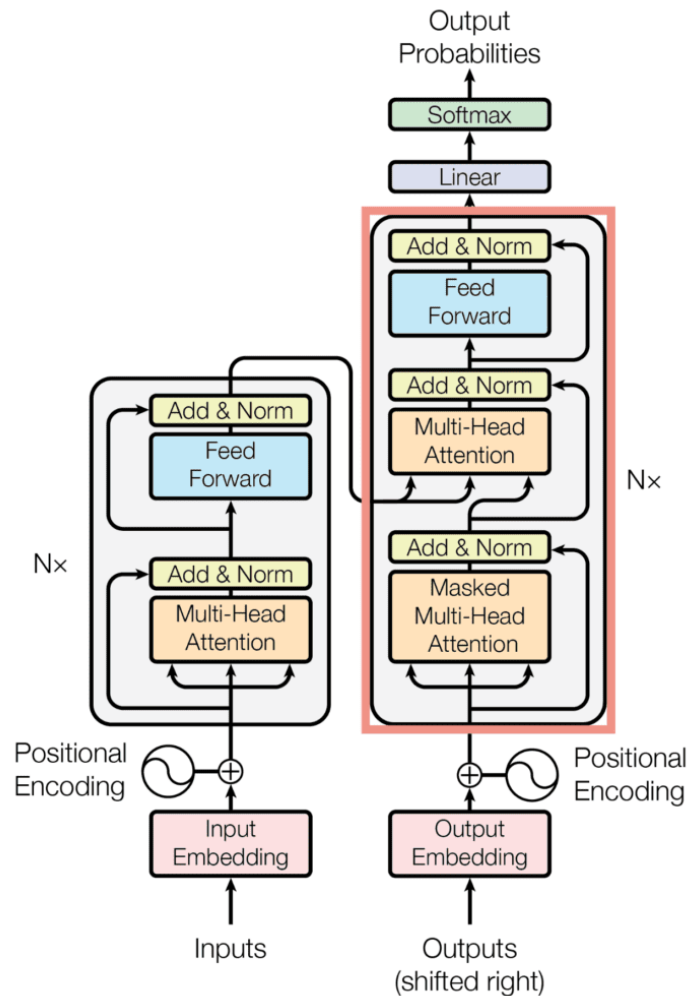 Output
Probabilities
Softmax
Linear
Add & Norm
Feed
Forward
Add & Norm
Multi-Head
Attention
Nx
Add & Norm
Masked
Multi-Head
Attention
Add & Norm
Feed
Forward
Nx
Add & Norm
Multi-Head
Attention
Positional
Encoding
Positional
Encoding
Input
Embedding
Output
Embedding
Inputs
Outputs
(shifted right)